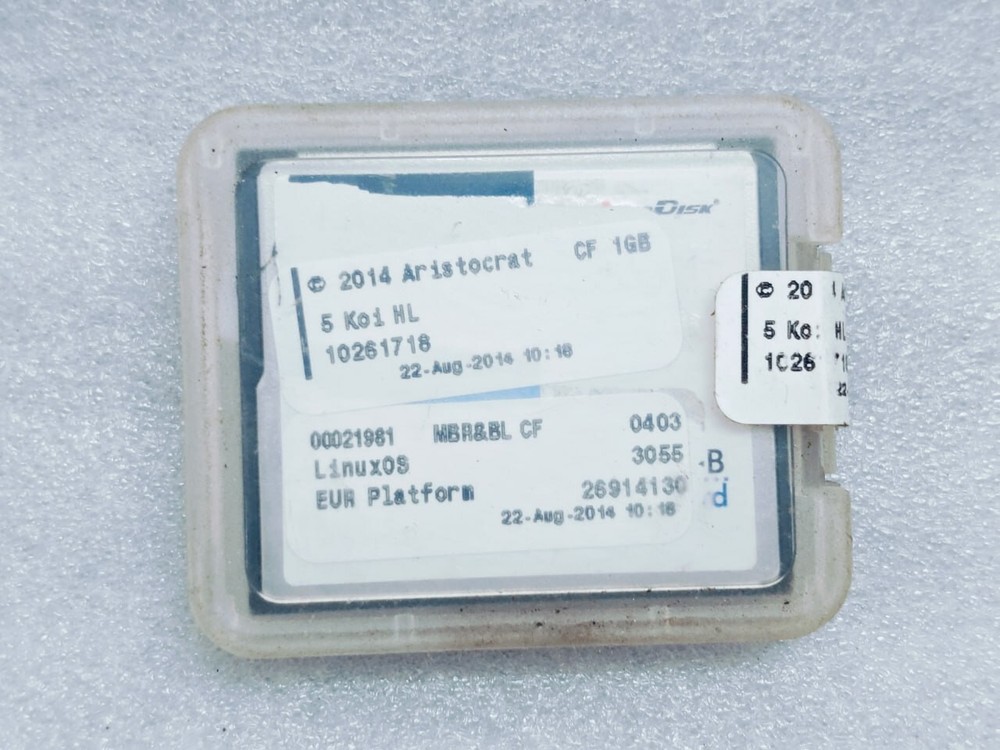 DISK
© 2014 Aristocrat CF 1GB
5 Koi HL
10261718
22-Aug-2014 10:16
00021981 MBR&BL CF 0403
LinuxOS 3055
EUR Platform 26914130
22-Aug-2014 10:16
B
d
© 20
5 Ko HL
1026